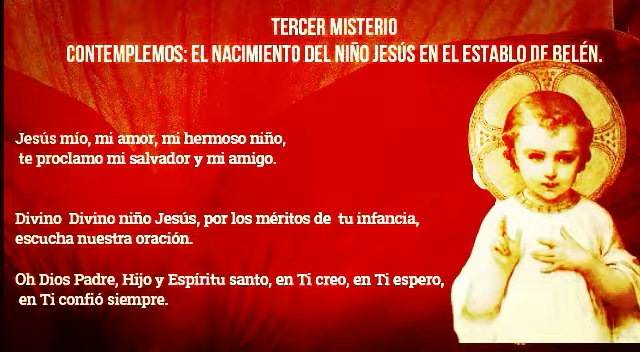 TERCER MISTERIO
CONTEMPLEMOS: EL NACIMIENTO DEL NIÑO JESÚS EN EL ESTABLO DE BELÉN.
Jesús mío, mi amor, mi hermoso niño,
te proclamo mi salvador y mi amigo.
Divino Divino niño Jesús, por los méritos de tu infancia,
escucha nuestra oración.
Oh Dios Padre, Hijo y Espíritu santo, en Ti creo, en Ti espero,
en Ti confió siempre.